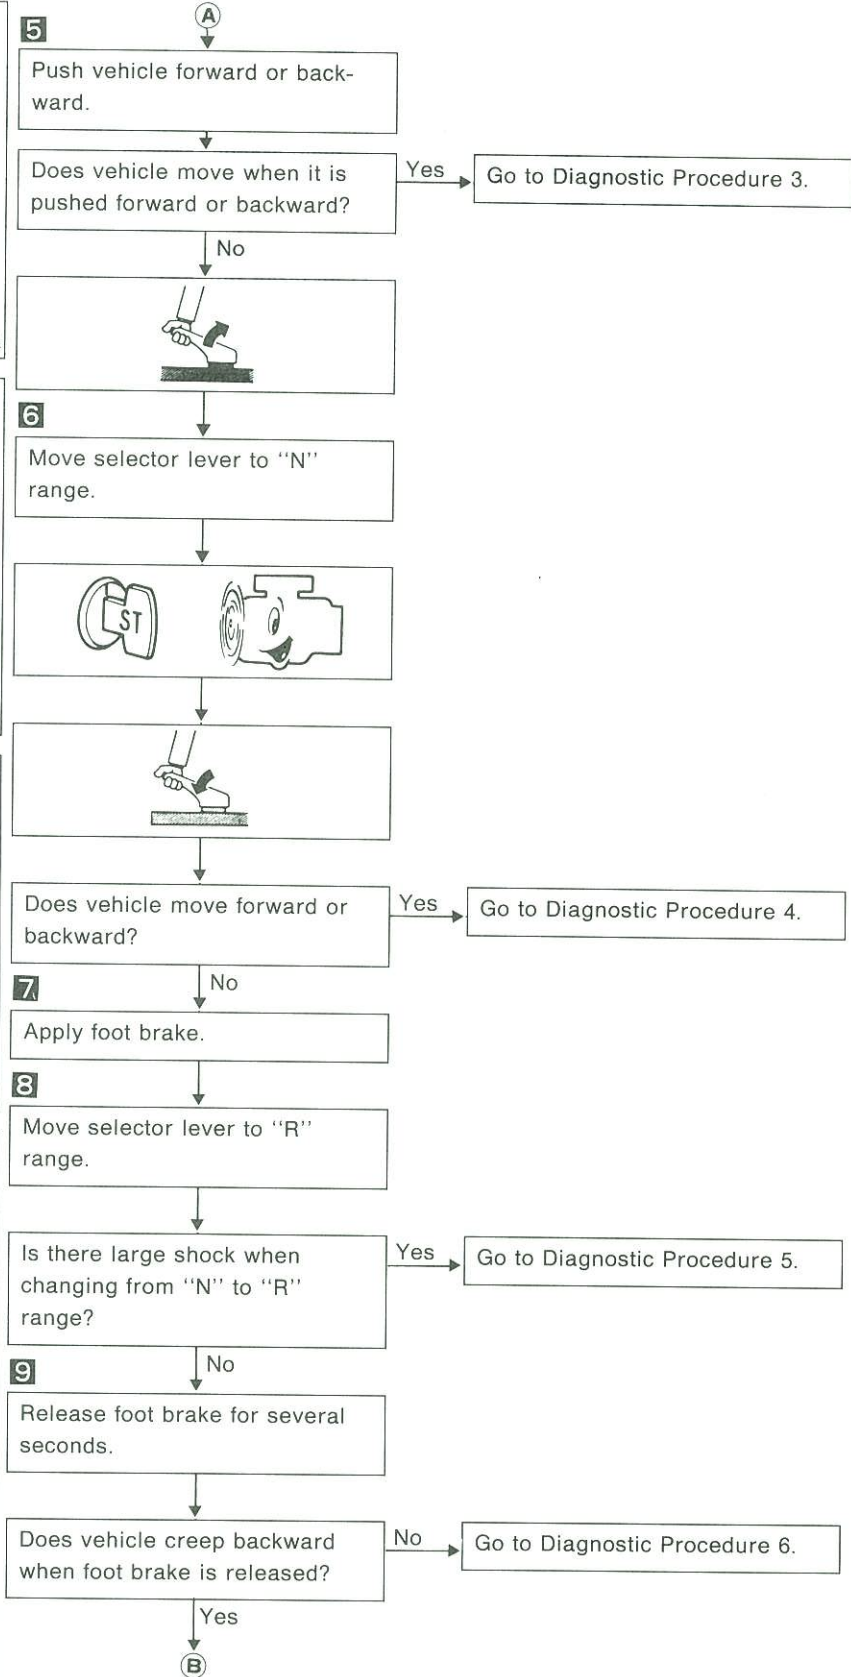 A
5
Push vehicle forward or back-
ward.
Does vehicle move when it is
pushed forward or backward?
Yes
Go to Diagnostic Procedure 3.
No
6
Move selector lever to “N”
range.
ST
Does vehicle move forward or
backward?
Yes
Go to Diagnostic Procedure 4.
No
7
Apply foot brake.
8
Move selector lever to “R”
range.
Is there large shock when
changing from “N” to “R”
range?
Yes
Go to Diagnostic Procedure 5.
No
9
Release foot brake for several
seconds.
Does vehicle creep backward
when foot brake is released?
No
Go to Diagnostic Procedure 6.
Yes
B